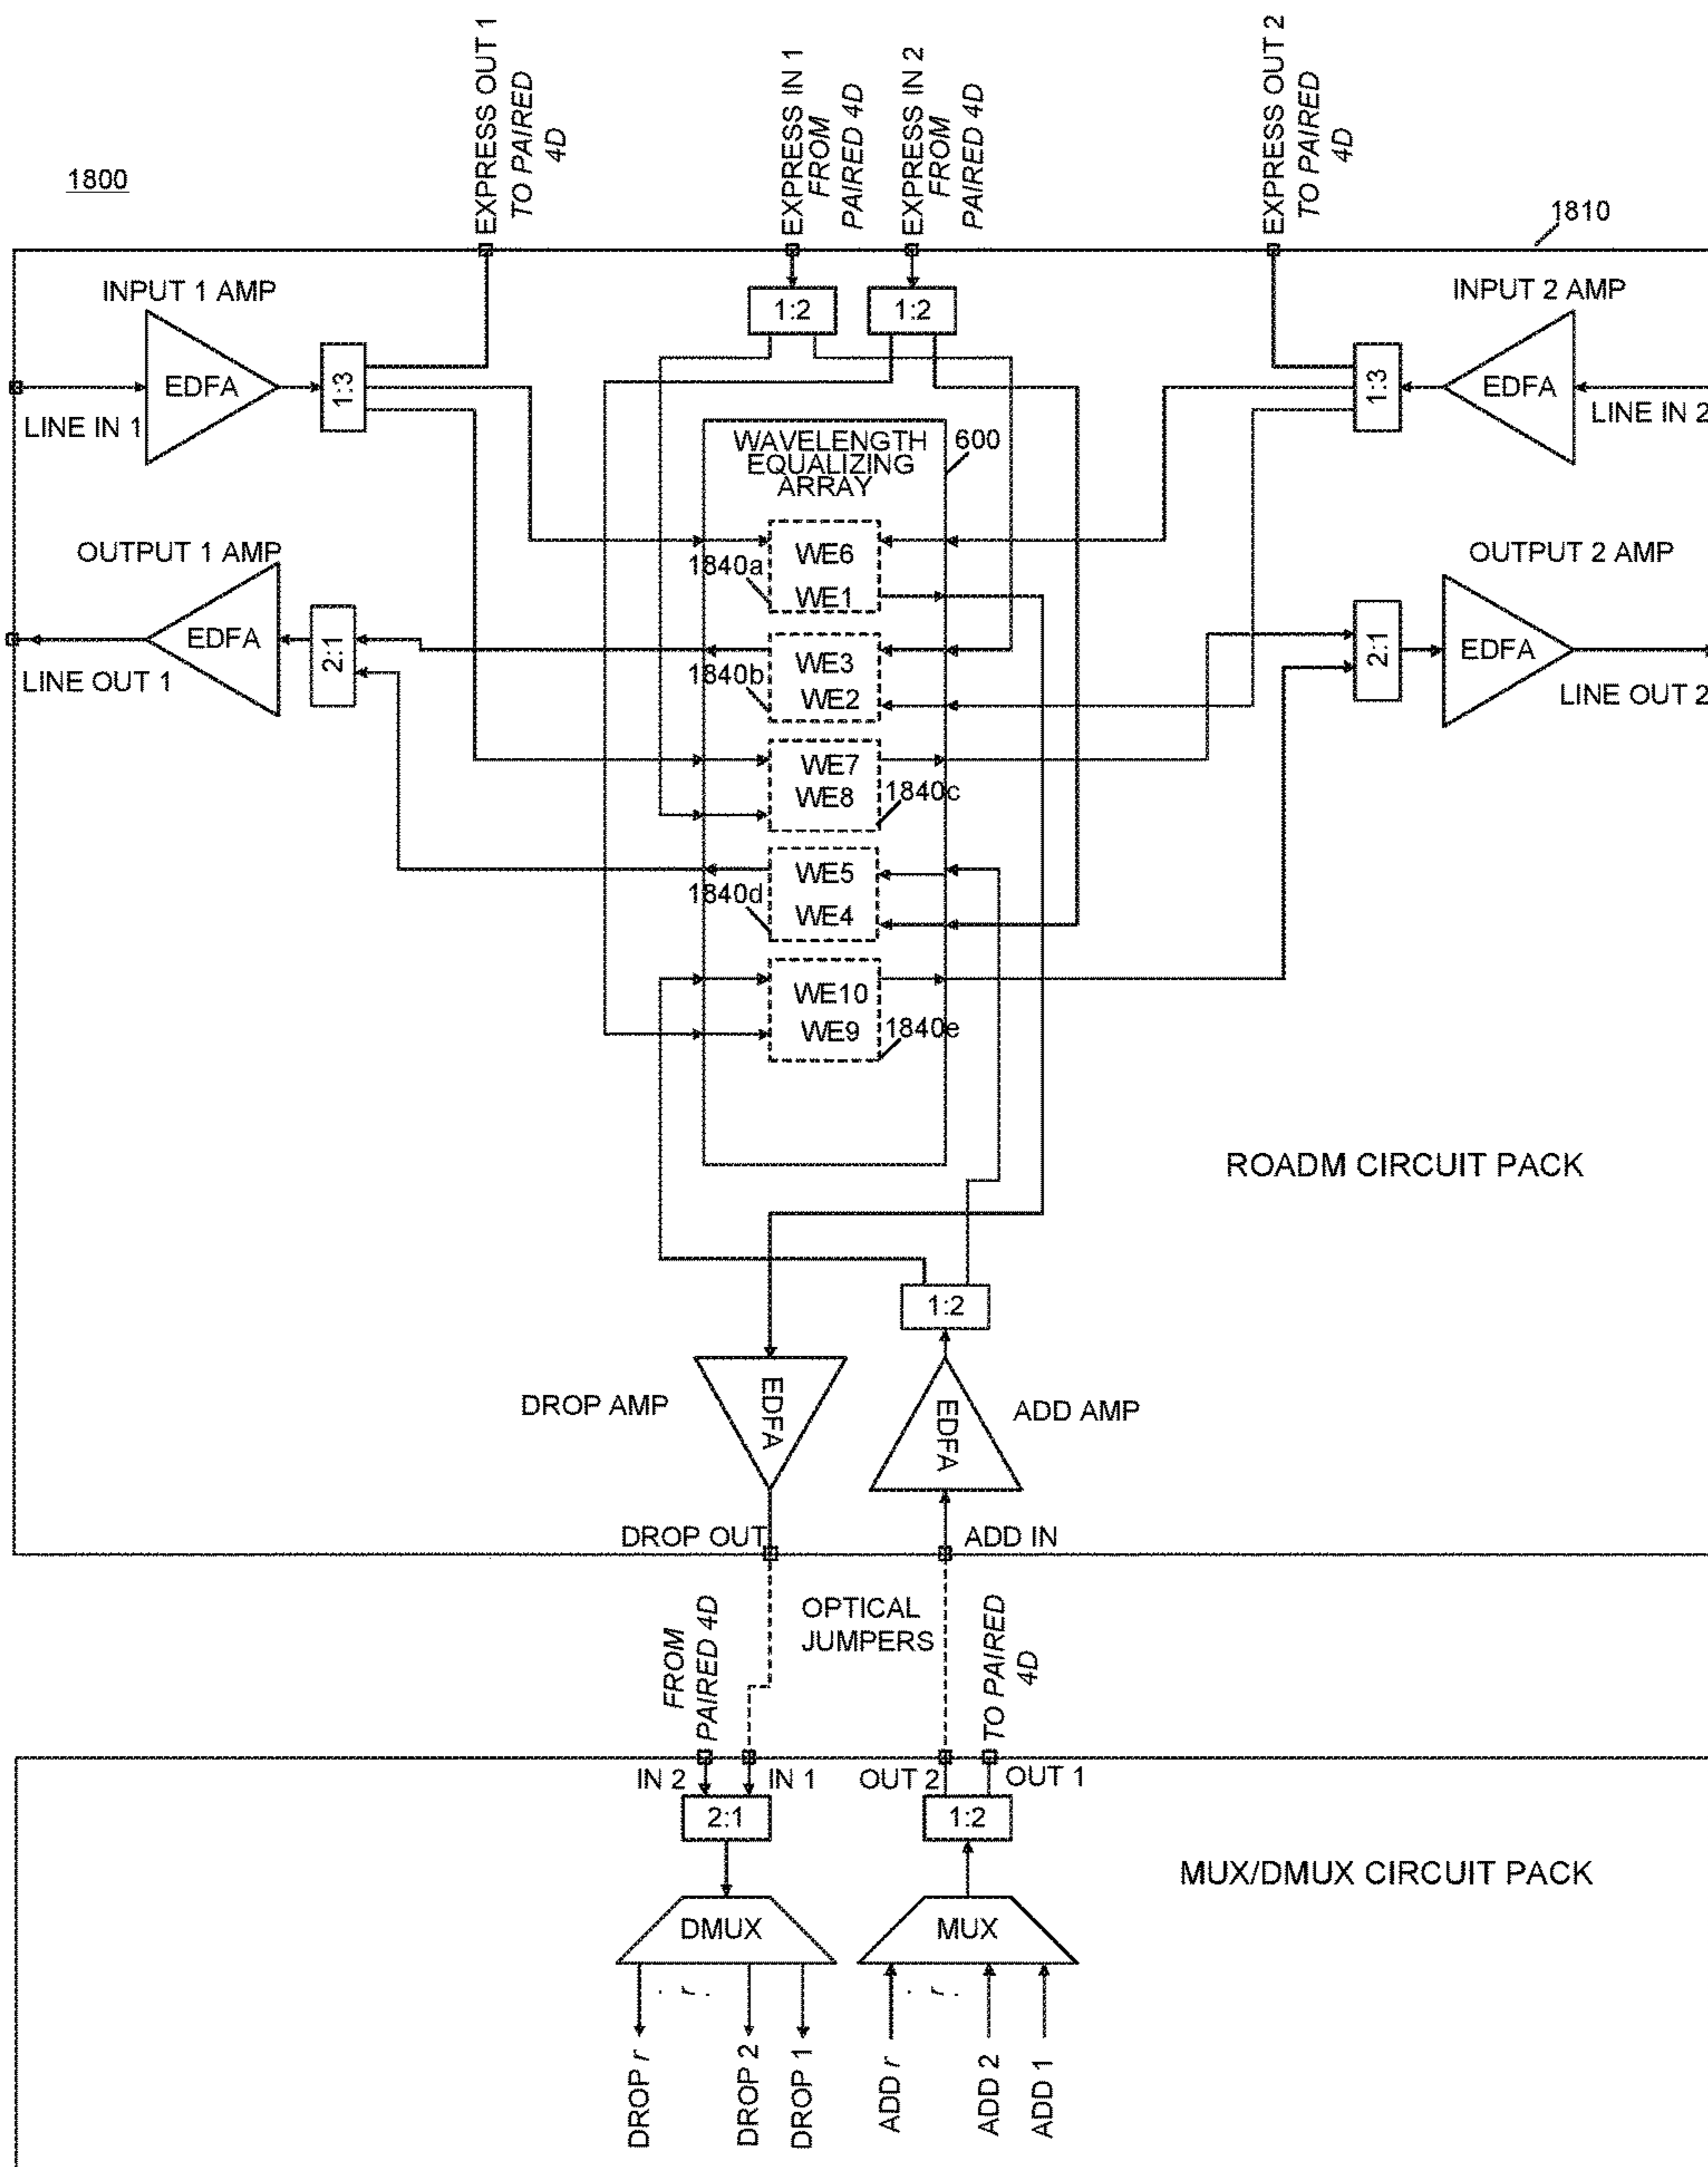 1800
EXPRESS OUT 1
TO PAIRED
4D
EXPRESS IN 1
FROM
PAIRED 4D
EXPRESS IN 2
FROM
PAIRED 4D
EXPRESS OUT 2
TO PAIRED
4D
1810
INPUT 1 AMP
EDFA
1:3
LINE IN 1
1:2
1:2
INPUT 2 AMP
EDFA
1:3
LINE IN 2
WAVELENGTH
EQUALIZING
ARRAY
600
OUTPUT 1 AMP
EDFA
2:1
LINE OUT 1
OUTPUT 2 AMP
2:1
EDFA
LINE OUT 2
WE6
1840a
WE1
WE3
1840b
WE2
WE7
WE8
1840c
WE5
1840d
WE4
WE10
WE9
1840e
ROADM CIRCUIT PACK
1:2
DROP AMP
EDFA
EDFA
ADD AMP
DROP OUT
ADD IN
OPTICAL
JUMPERS
FROM
PAIRED 4D
TO PAIRED
4D
IN 2
IN 1
OUT 2
OUT 1
2:1
1:2
MUX/DMUX CIRCUIT PACK
DMUX
MUX
. r .
. r .
DROP r
DROP 2
DROP 1
ADD r
ADD 2
ADD 1